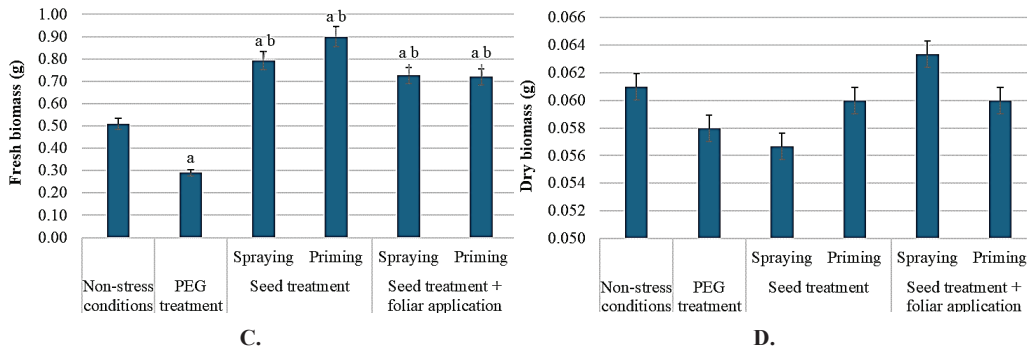 Fresh biomass (g)
1.00
0.90
0.80
0.70
0.60
0.50
0.40
0.30
0.20
0.10
0.00
a
a b
a b
a b
a b
Spraying Priming Spraying Priming
Non-stress conditions
PEG treatment
Seed treatment
Seed treatment + foliar application
C.
Dry biomass (g)
0.066
0.064
0.062
0.060
0.058
0.056
0.054
0.052
0.050
Spraying Priming Spraying Priming
Non-stress conditions
PEG treatment
Seed treatment
Seed treatment + foliar application
D.